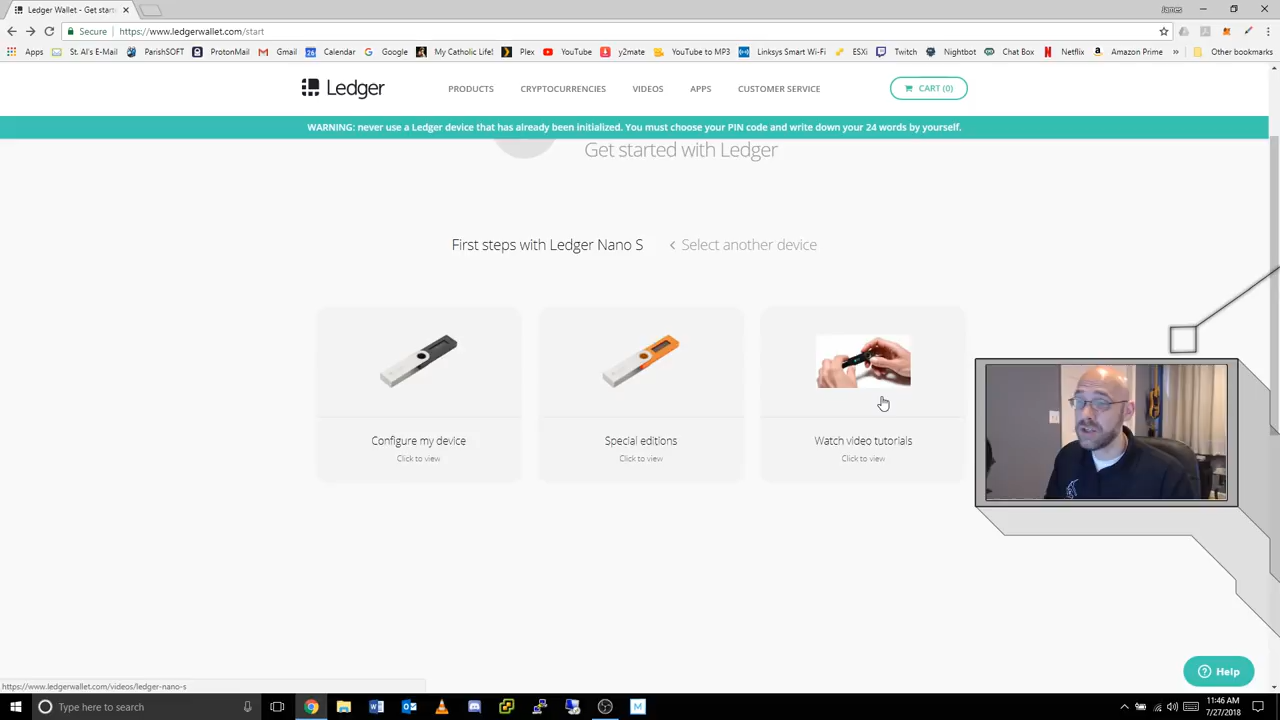 Ledger Wallet - Get start
James
Secure
https://www.ledgerwallet.com/start
Apps
St. Al's E-Mail
ParishSOFT
ProtonMail
Gmail
Calendar
Google
My Catholic Life!
Plex
YouTube
y2mate
YouTube to MP3
Linksys Smart Wi-Fi
ESXi
Twitch
Nightbot
Chat Box
Netflix
Amazon Prime
»
Other bookmarks
Ledger
PRODUCTS
CRYPTOCURRENCIES
VIDEOS
APPS
CUSTOMER SERVICE
CART (0)
WARNING: never use a Ledger device that has already been initialized. You must choose your PIN code and write down your 24 words by yourself.
Get started with Ledger
First steps with Ledger Nano S
Select another device
Configure my device
Click to view
Special editions
Click to view
Watch video tutorials
Click to view
Help
https://www.ledgerwallet.com/videos/ledger-nano-s
Type here to search
11:46 AM
7/27/2018